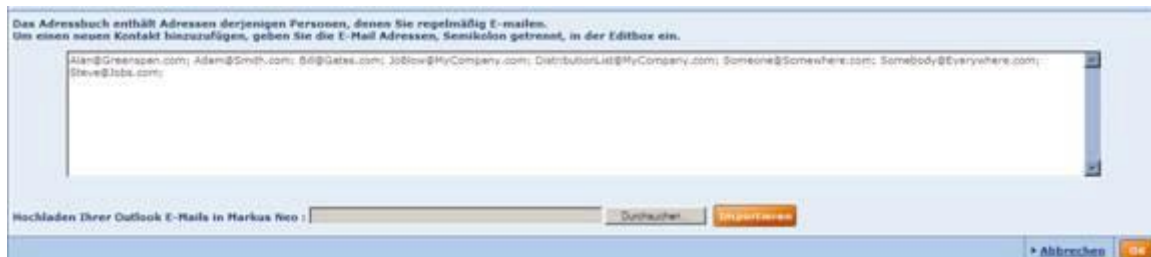 Das Adressbuch enthält Adressen derjenigen Personen, denen Sie regelmäßig E-mailen.
Um einen neuen Kontakt hinzuzufügen, geben Sie die E-Mail Adressen, Semikolon getrennt, in der Editbox ein.
Alan@Greenspan.com; Adam@Smith.com; Bill@Gates.com; JoBlow@MyCompany.com; DistributionList@MyCompany.com; Someone@Somewhere.com; Somebody@Everywhere.com;
Steve@Jobs.com;
Hochladen Ihrer Outlook E-Mails in Markus Neo : Durchsuchen... Importieren
Abbrechen OK